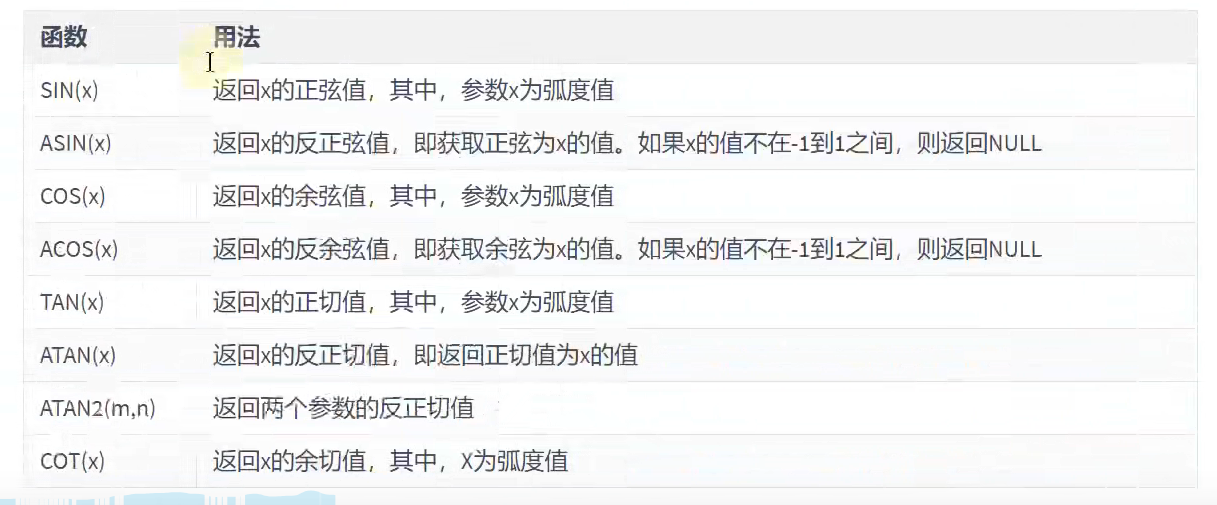 函数 用法
SIN(x) 返回x的正弦值，其中，参数x为弧度值
ASIN(x) 返回x的反正弦值，即获取正弦为x的值。如果x的值不在-1到1之间，则返回NULL
COS(x) 返回x的余弦值，其中，参数x为弧度值
ACOS(x) 返回x的反余弦值，即获取余弦为x的值。如果x的值不在-1到1之间，则返回NULL
TAN(x) 返回x的正切值，其中，参数x为弧度值
ATAN(x) 返回x的反正切值，即返回正切值为x的值
ATAN2(m,n) 返回两个参数的反正切值
COT(x) 返回x的余切值，其中，X为弧度值